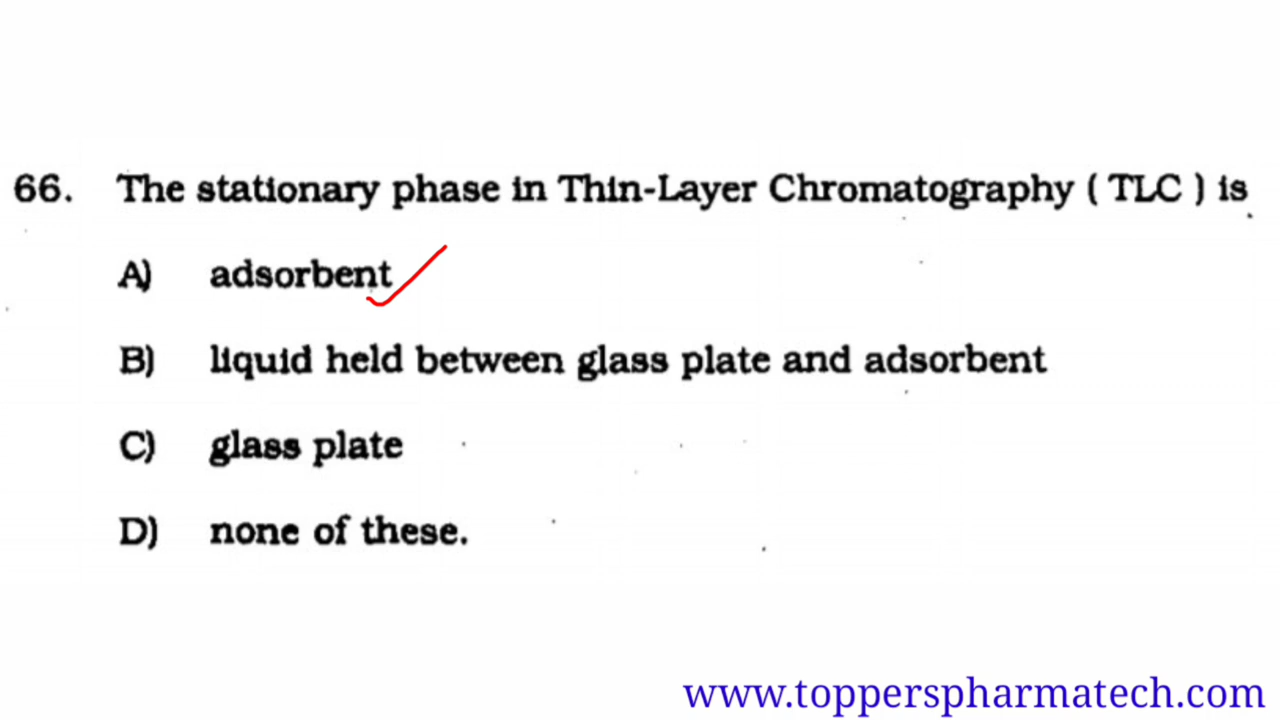 66. The stationary phase in Thin-Layer Chromatography ( TLC ) is
A) adsorbent
B) liquid held between glass plate and adsorbent
C) glass plate
D) none of these.
www.topperspharmatech.com